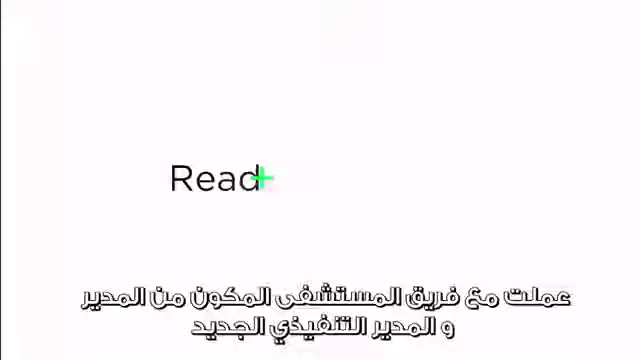 Read+
عملت مع فريق المستشفى المكون من المدير
و المدير التنفيذي الجديد